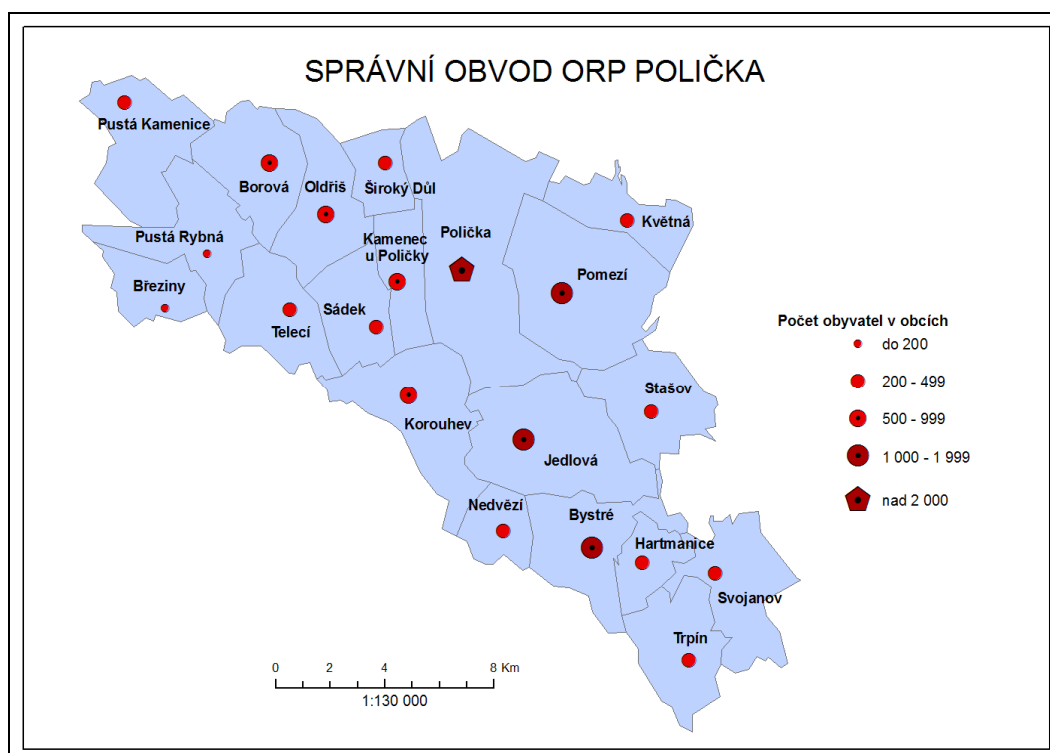 SPRÁVNÍ OBVOD ORP POLIČKA
Pustá Kamenice
Borová
Oldřiš
Široký Důl
Květná
Pustá Rybná
Kamenec
u Poličky
Polička
Pomezí
Březiny
Telecí
Sádek
Korouhev
Stašov
Jedlová
Nedvězí
Bystré
Hartmanice
Svojanov
Trpín
Počet obyvatel v obcích
do 200
200 - 499
500 - 999
1 000 - 1 999
nad 2 000
0 2 4 8 Km
1:130 000